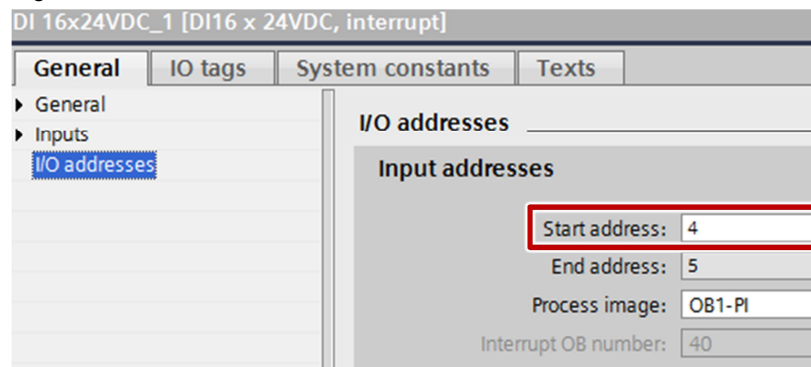 DI 16x24VDC_1 [DI16 x 24VDC, interrupt]
General IO tags System constants Texts
General
Inputs
I/O addresses
I/O addresses
Input addresses
Start address: 4
End address: 5
Process image: OB1-PI
Interrupt OB number: 40